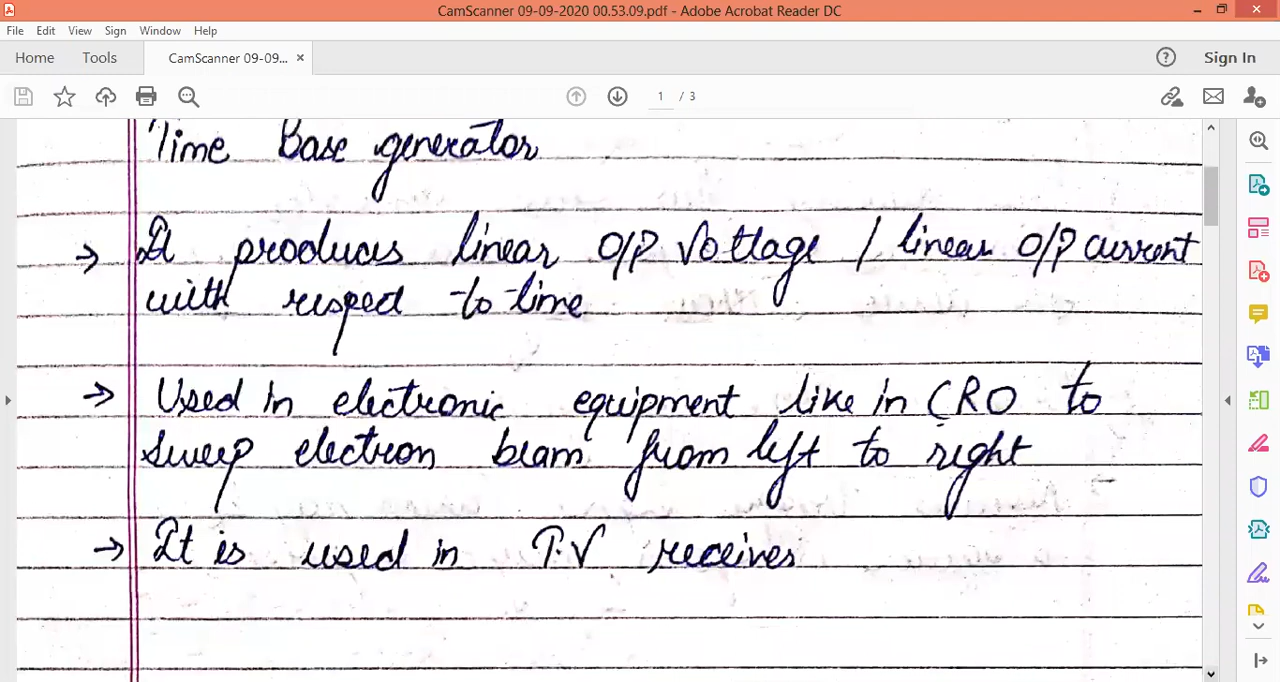 CamScanner 09-09-2020 00.53.09.pdf - Adobe Acrobat Reader DC
File Edit View Sign Window Help
Home Tools CamScanner 09-09... × Sign In
1 / 3
Time Base generator
→ It produces linear O/P Voltage / linear O/P current
with respect to time
→ Used in electronic equipment like in CRO to
sweep electron beam from left to right
→ It is used in T.V receives